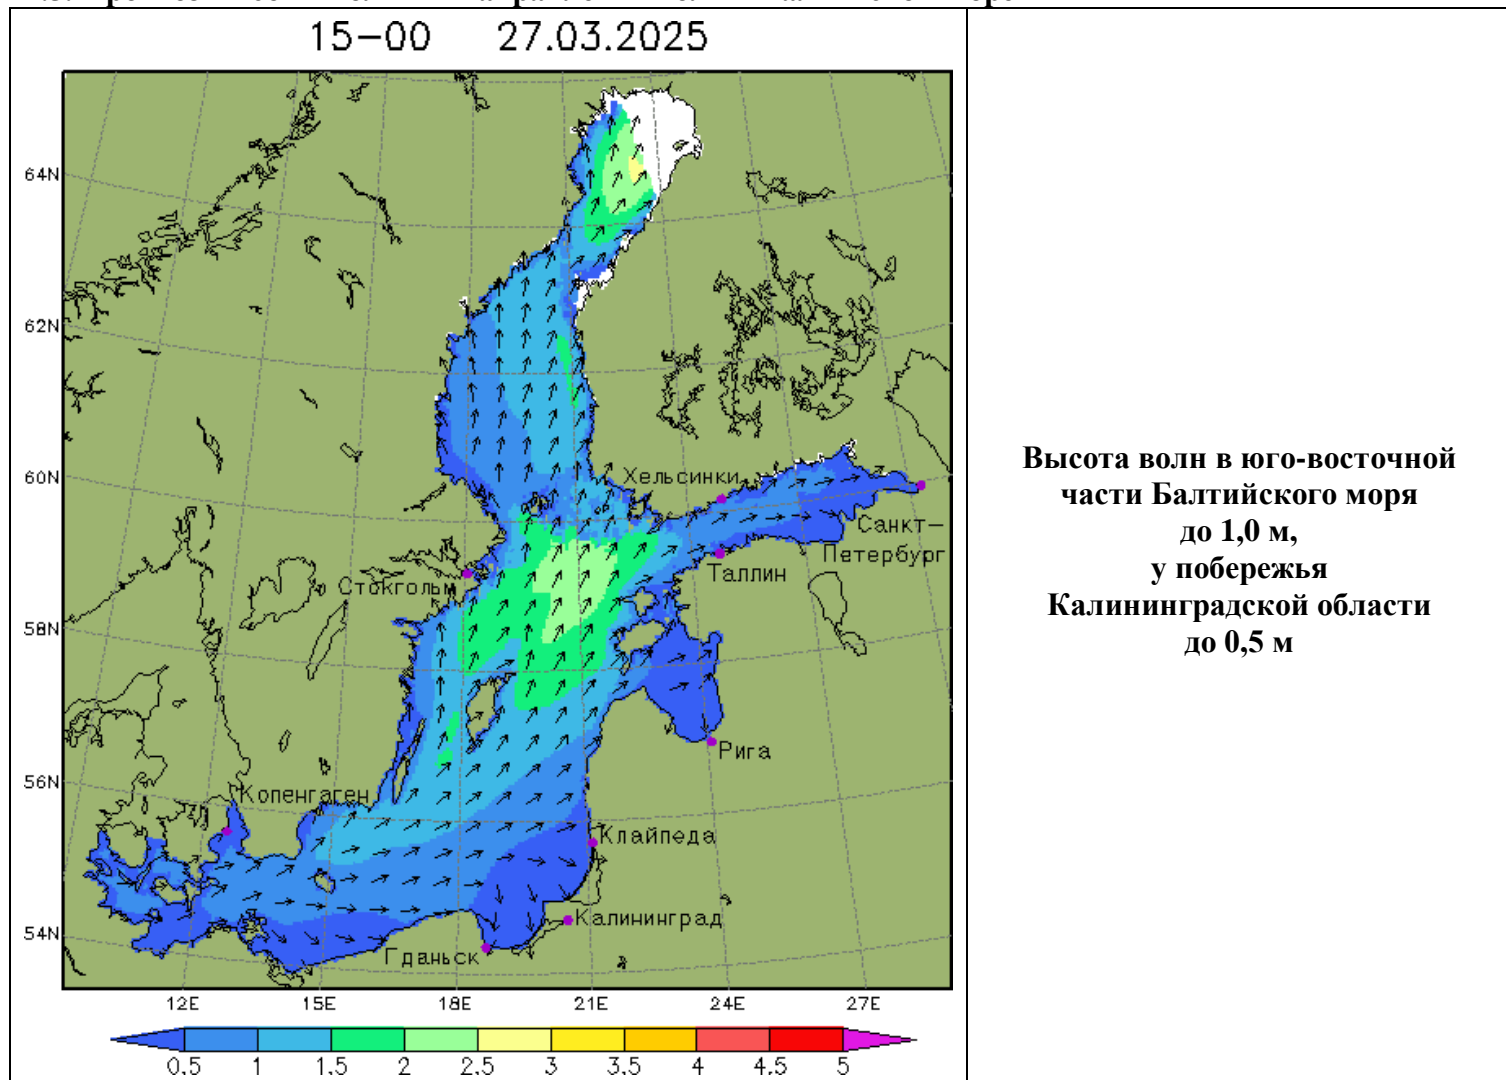 15-00 27.03.2025
64N
62N
60N
58N
56N
54N
Хельсинки
Санкт-
Петербург
Таллин
Стокгольм
Рига
Копенгаген
Клайпеда
Калининград
Гданьск
12E 15E 18E 21E 24E 27E
0,5 1 1,5 2 2,5 3 3,5 4 4,5 5
Высота волн в юго-восточной
части Балтийского моря
до 1,0 м,
у побережья
Калининградской области
до 0,5 м